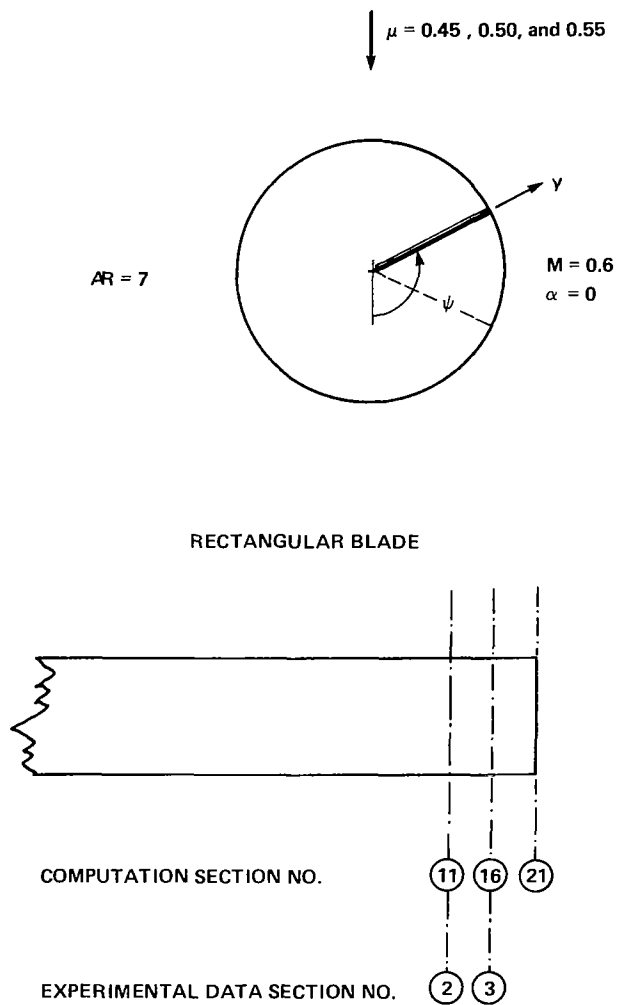 μ = 0.45 , 0.50, and 0.55
y
AR = 7
M = 0.6
α = 0
ψ
RECTANGULAR BLADE
COMPUTATION SECTION NO.
11 16 21
EXPERIMENTAL DATA SECTION NO.
2 3